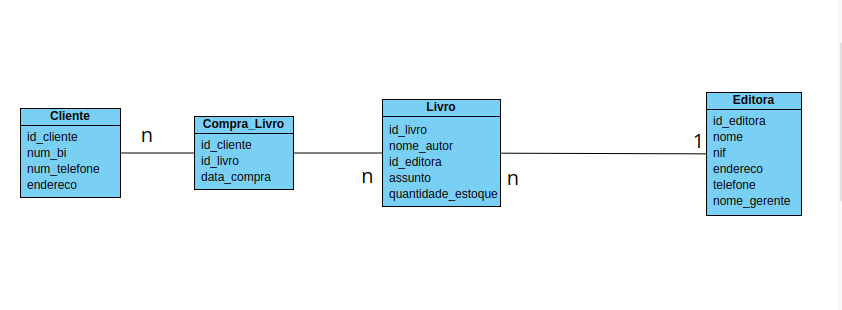 Cliente
id_cliente
num_bi
num_telefone
endereco
n
Compra_Livro
id_cliente
id_livro
data_compra
n
Livro
id_livro
nome_autor
id_editora
assunto
quantidade_estoque
n
1
Editora
id_editora
nome
nif
endereco
telefone
nome_gerente